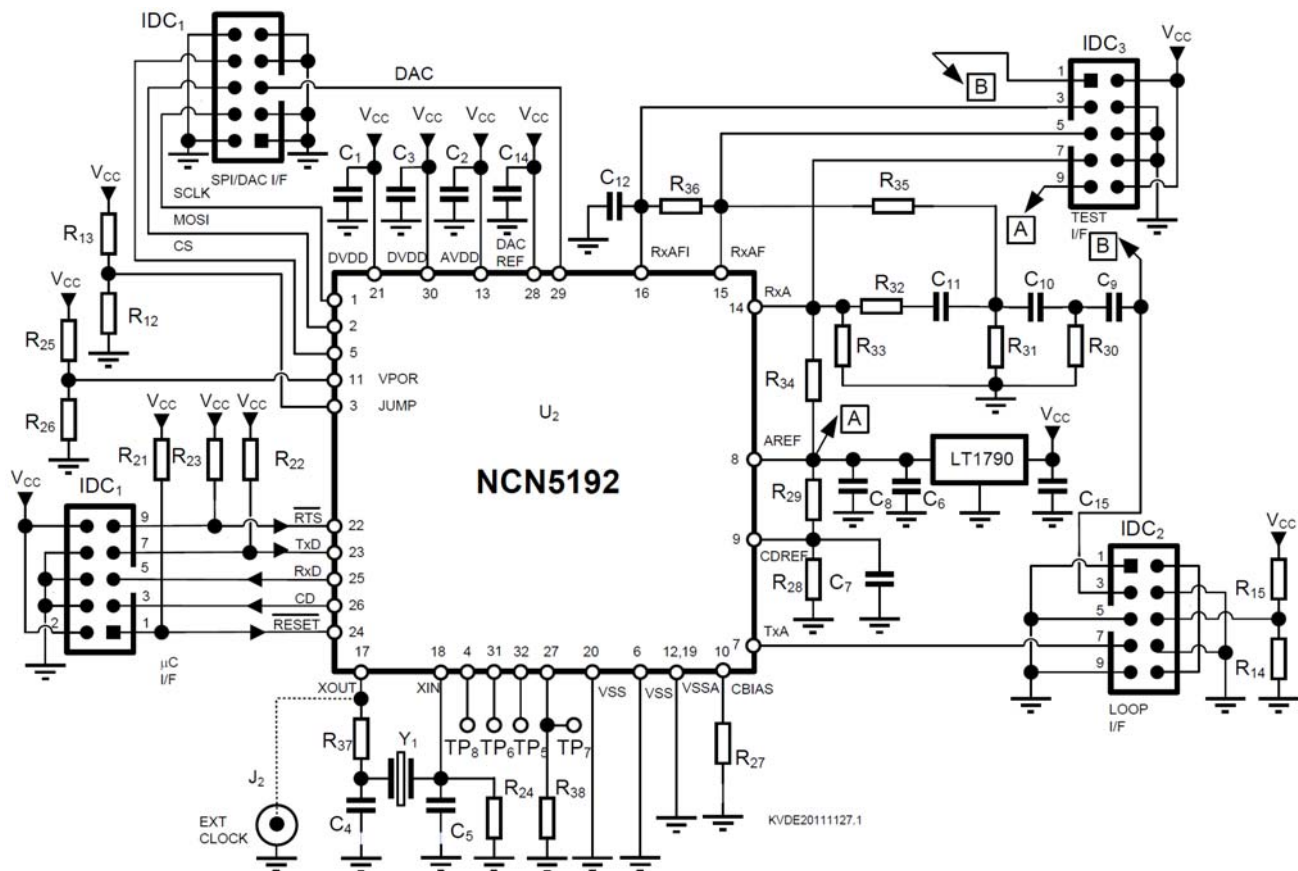 IDC1
DAC
IDC3
VCC
1
B
3
5
7
9
A
TEST
I/F
SPI/DAC I/F
VCC
VCC
VCC
VCC
C1
C3
C2
C14
C12
R36
R35
SCLK
MOSI
CS
VCC
R13
R12
DVDD
DVDD
AVDD
DAC
REF
RxAFI
RxAF
B
21
30
13
28
29
16
15
1
2
5
11
VPOR
3
JUMP
14
RxA
R32
C11
C10
C9
R33
R31
R30
R34
VCC
R25
R26
U2
NCN5192
A
AREF
8
LT1790
VCC
C8
C6
C15
R29
9
CDREF
R28
C7
VCC
VCC
VCC
R21
R23
R22
VCC
IDC1
9
7
5
3
2
1
RTS
TxD
RxD
CD
RESET
22
23
25
26
24
µC
I/F
IDC2
1
3
5
7
9
VCC
R15
R14
LOOP
I/F
TxA
7
17
18
4
31
32
27
20
6
12,19
10
XOUT
XIN
VSS
VSS
VSSA
CBIAS
TP8
TP6
TP5
TP7
R37
Y1
R24
R38
R27
C4
C5
J2
EXT
CLOCK
KVDE20111127.1